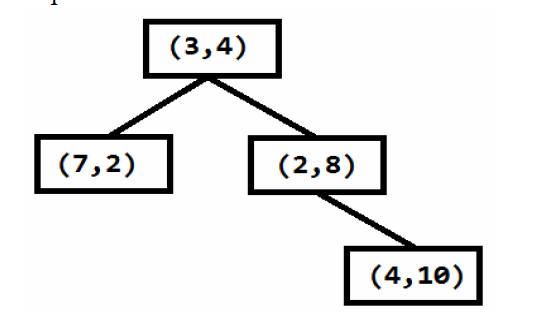 (3,4)
(7,2)
(2,8)
(4,10)